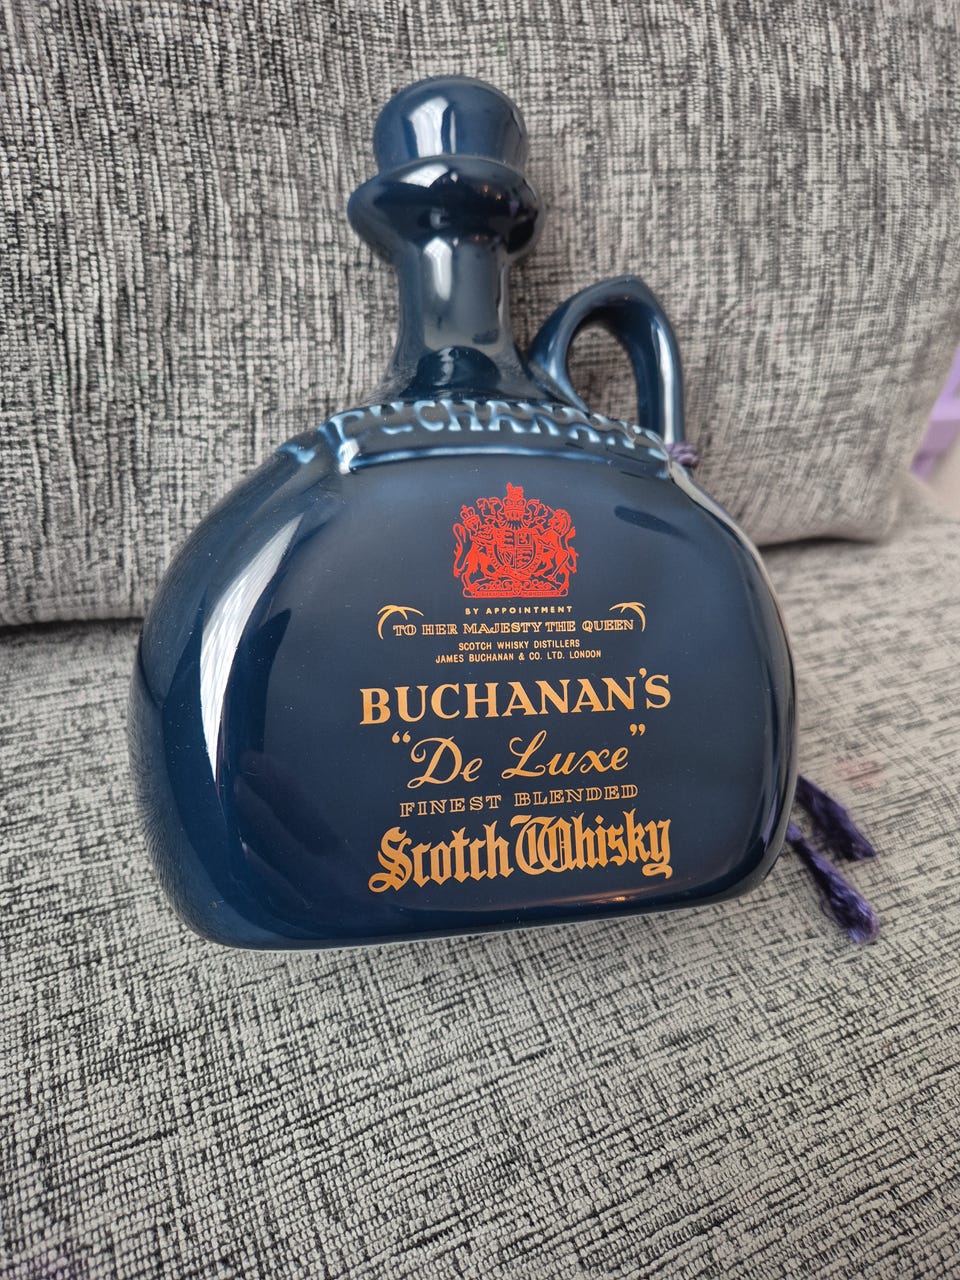 BUCHANAN'S
BY APPOINTMENT
TO HER MAJESTY THE QUEEN
SCOTCH WHISKY DISTILLERS
JAMES BUCHANAN & CO. LTD. LONDON
BUCHANAN'S
"De Luxe"
FINEST BLENDED
Scotch Whisky